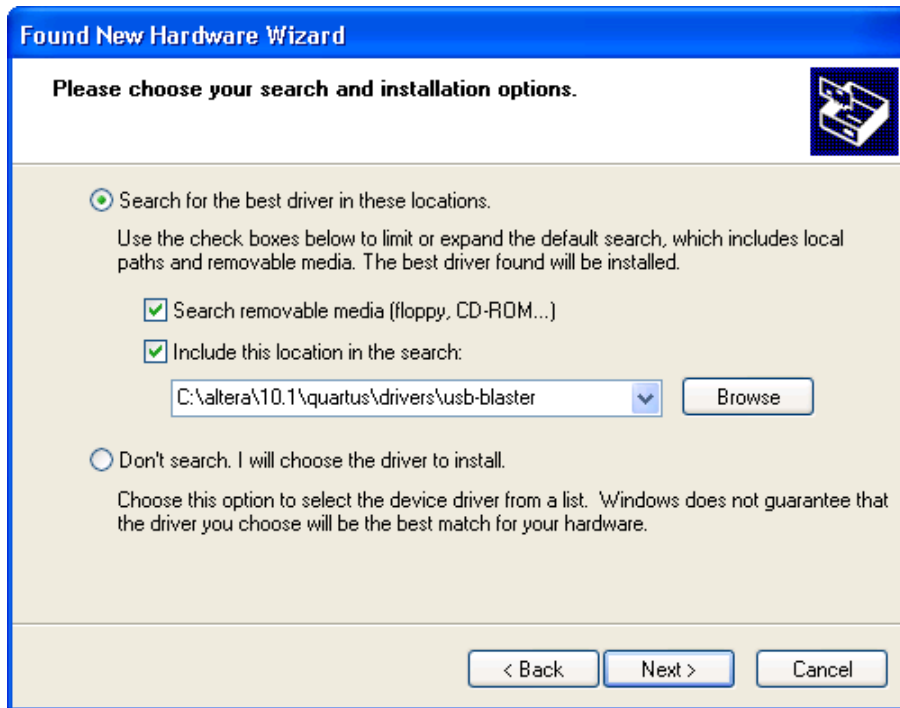 Found New Hardware Wizard
Please choose your search and installation options.
Search for the best driver in these locations.
Use the check boxes below to limit or expand the default search, which includes local
paths and removable media. The best driver found will be installed.
Search removable media (floppy, CD-ROM...)
Include this location in the search:
C:\altera\10.1\quartus\drivers\usb-blaster
Browse
Don't search. I will choose the driver to install.
Choose this option to select the device driver from a list. Windows does not guarantee that
the driver you choose will be the best match for your hardware.
< Back Next > Cancel